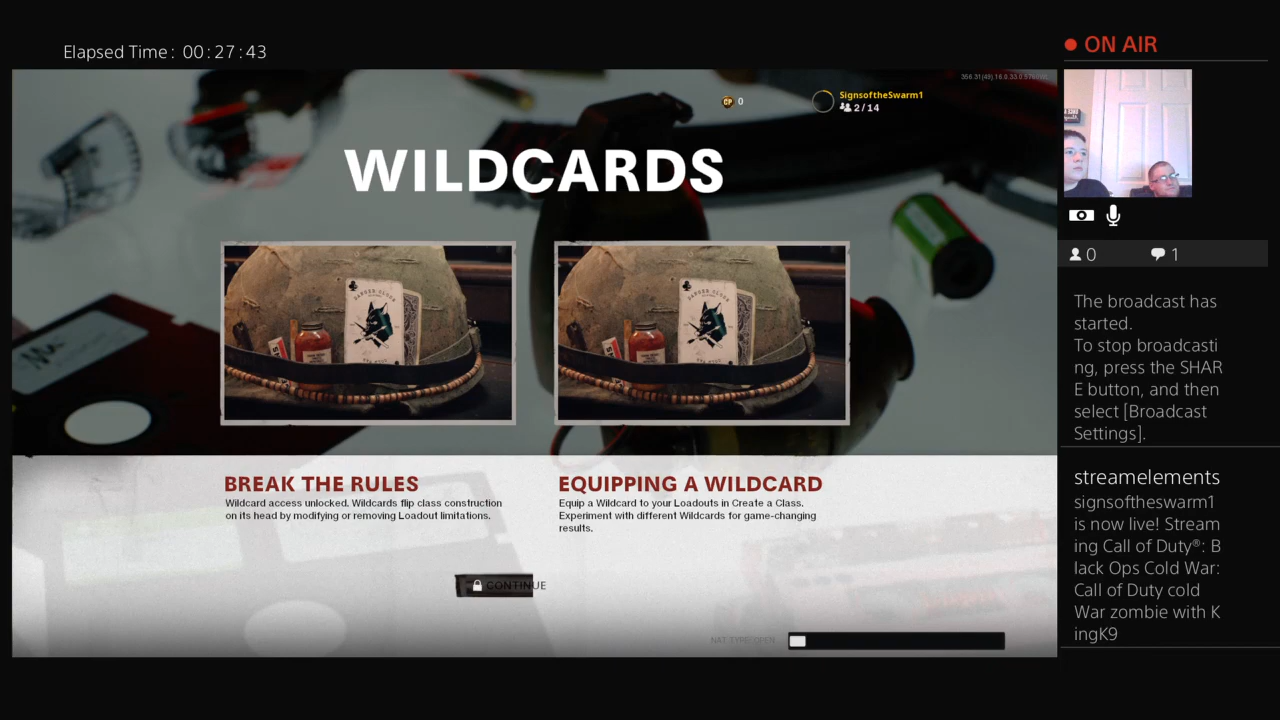 Elapsed Time: 00:27:43
ON AIR
CP 0
SignsoftheSwarm1
2/14
WILDCARDS
0 1
The broadcast has
started.
To stop broadcasti
ng, press the SHAR
E button, and then
select [Broadcast
Settings].
BREAK THE RULES
Wildcard access unlocked. Wildcards flip class construction
on its head by modifying or removing Loadout limitations.
EQUIPPING A WILDCARD
Equip a Wildcard to your Loadouts in Create a Class.
Experiment with different Wildcards for game-changing
results.
CONTINUE
NAT TYPE: OPEN
streamelements
signsoftheswarm1
is now live! Stream
ing Call of Duty®: B
lack Ops Cold War:
Call of Duty cold
War zombie with K
ingK9